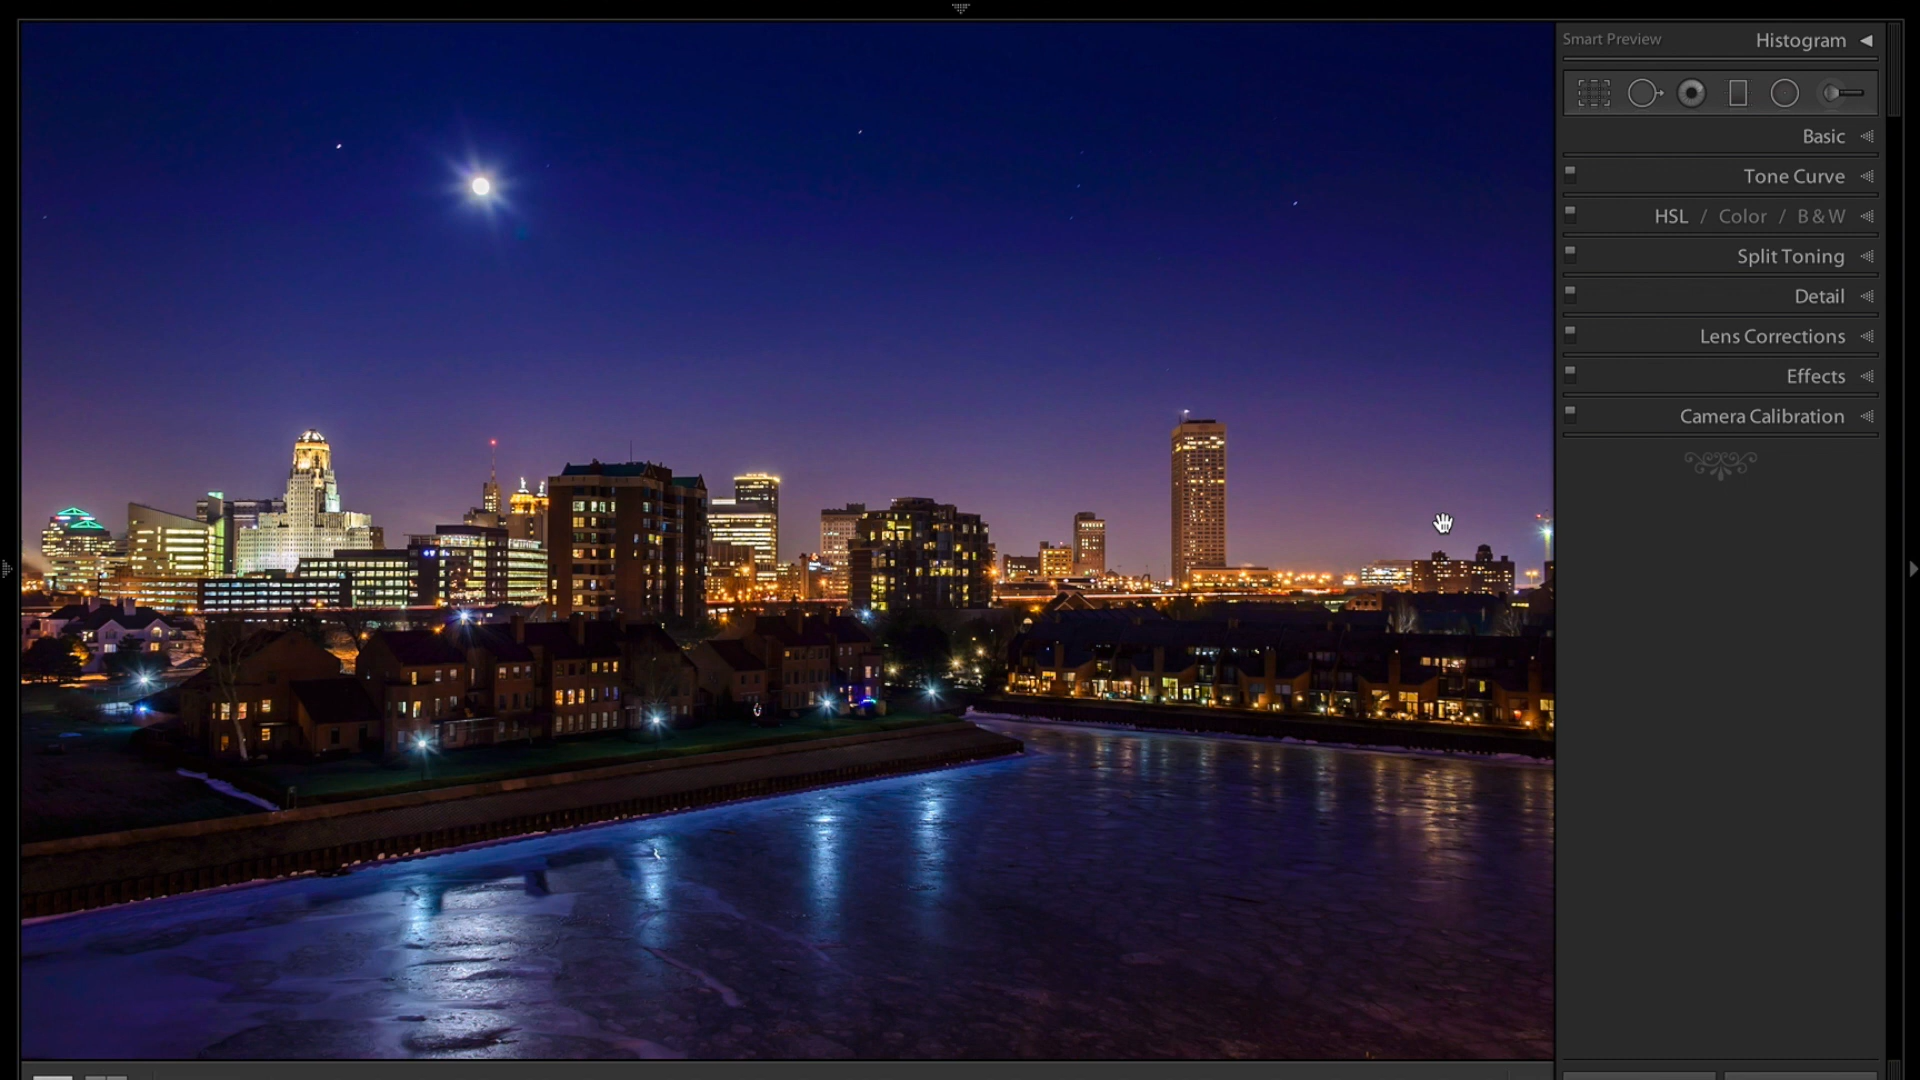 Smart Preview Histogram
Basic
Tone Curve
HSL / Color / B & W
Split Toning
Detail
Lens Corrections
Effects
Camera Calibration